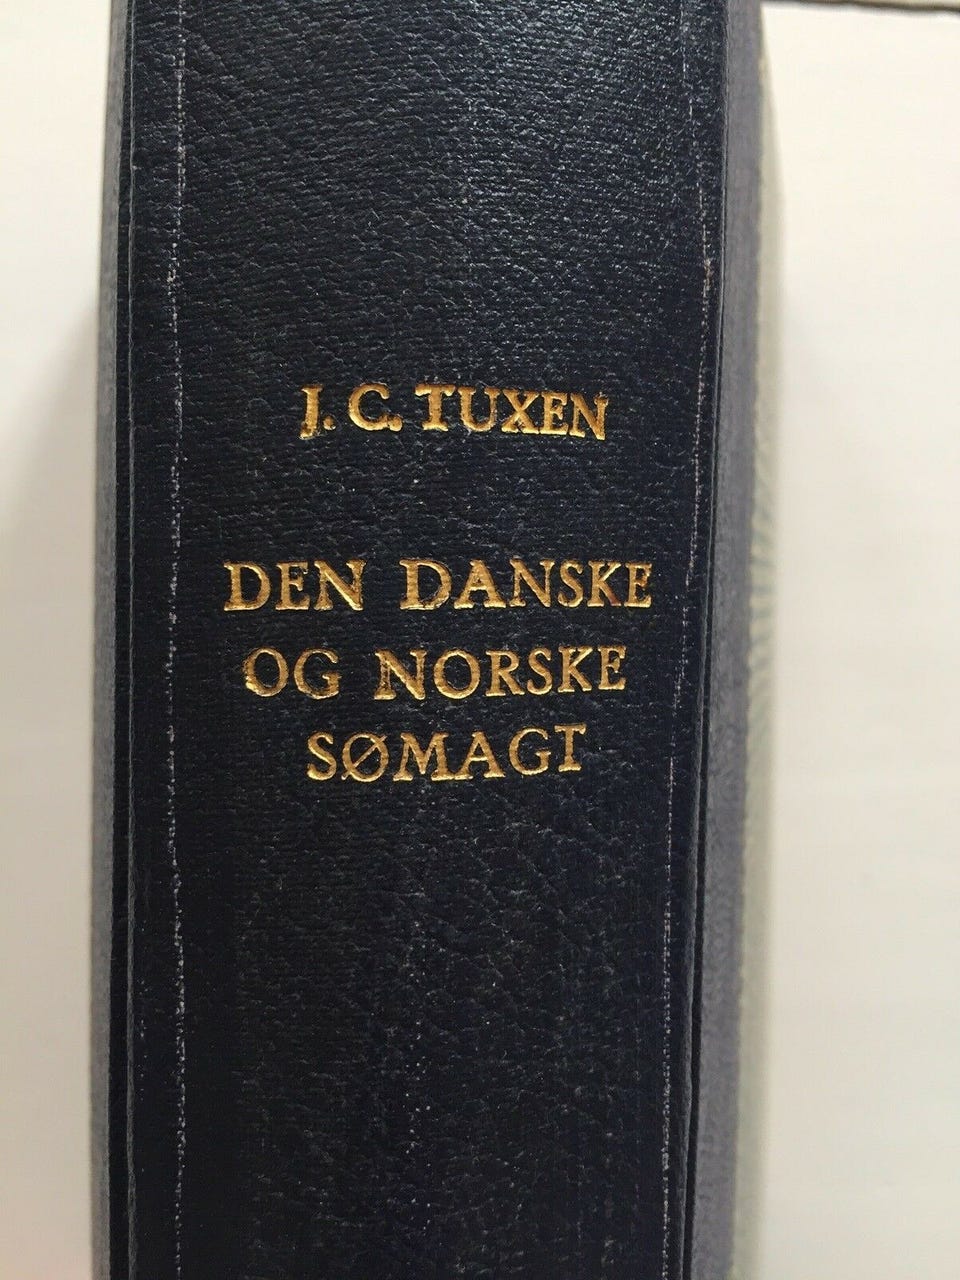 J. C. TUXEN
DEN DANSKE
OG NORSKE
SØMAGT